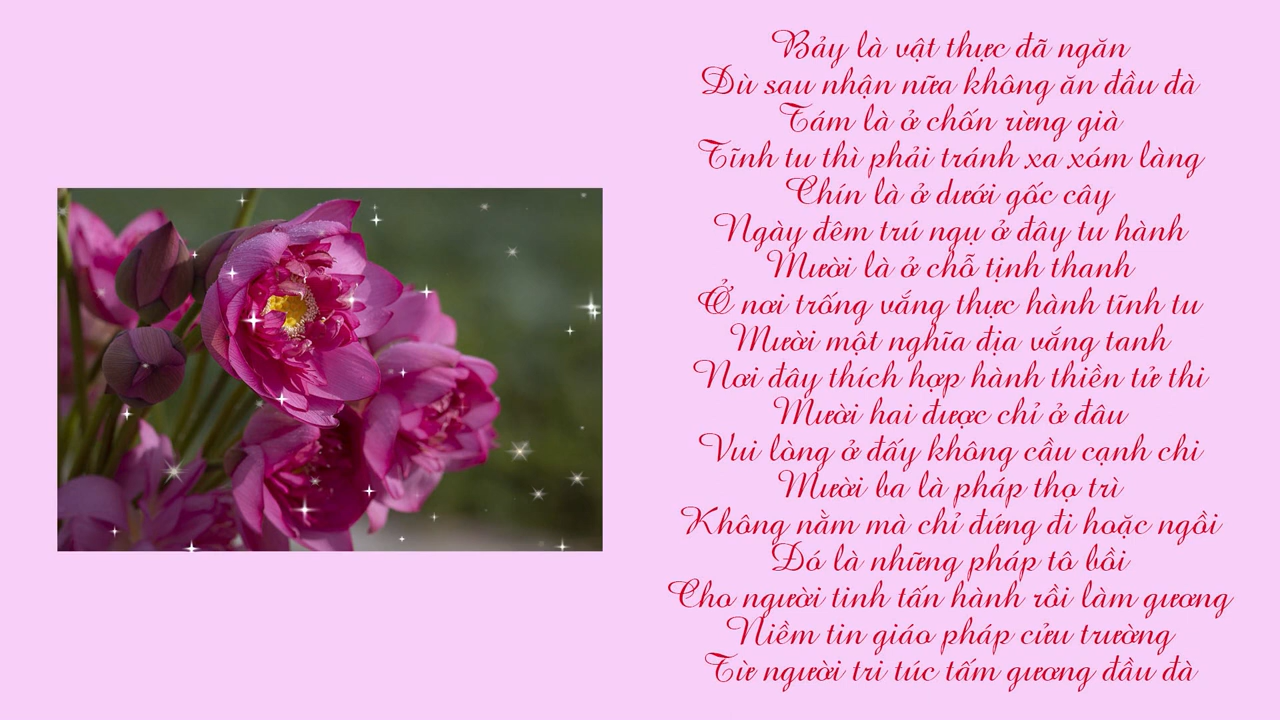 Bảy là vật thực đã ngăn
Dù sau nhận nữa không ăn đầu đà
Tám là ở chốn rừng già
Tĩnh tu thì phải tránh xa xóm làng
Chín là ở dưới gốc cây
Ngày đêm trú ngụ ở đây tu hành
Mười là ở chỗ tịnh thanh
Ở nơi trống vắng thực hành tĩnh tu
Mười một nghĩa địa vắng tanh
Nơi đây thích hợp hành thiền tử thi
Mười hai được chỉ ở đâu
Vui lòng ở đấy không cầu cạnh chi
Mười ba là pháp thọ trì
Không nằm mà chỉ đứng đi hoặc ngồi
Đó là những pháp tô bồi
Cho người tinh tấn hành rồi làm gương
Niềm tin giáo pháp cửu trường
Từ người tri túc tấm gương đầu đà